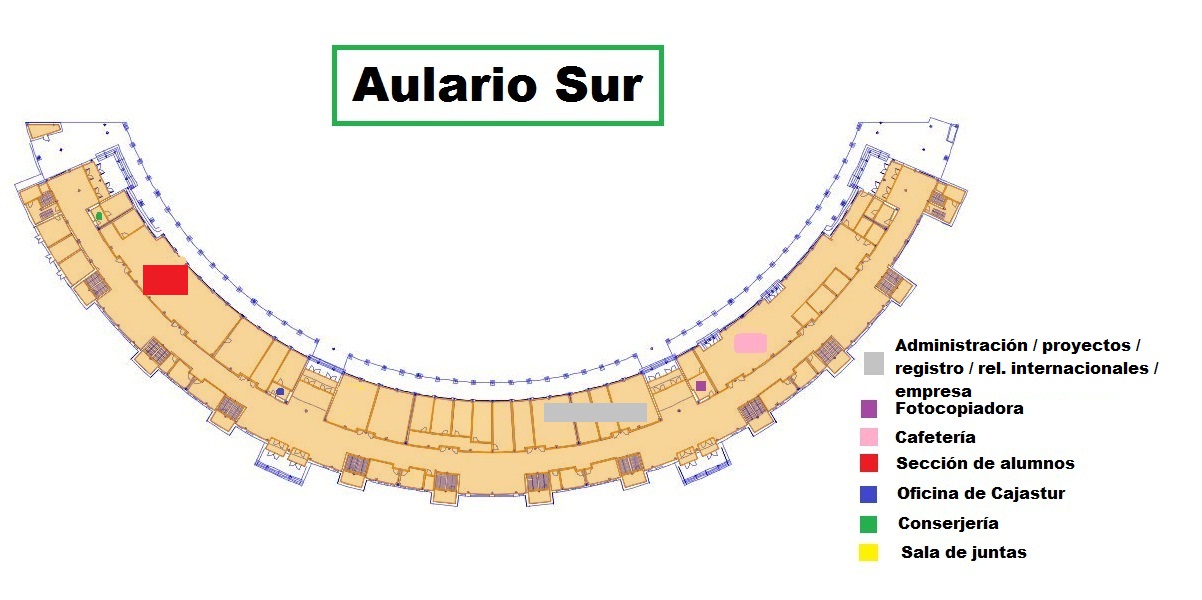 Aulario Sur
Administración / proyectos /
registro / rel. internacionales /
empresa
Fotocopiadora
Cafetería
Sección de alumnos
Oficina de Cajastur
Conserjería
Sala de juntas